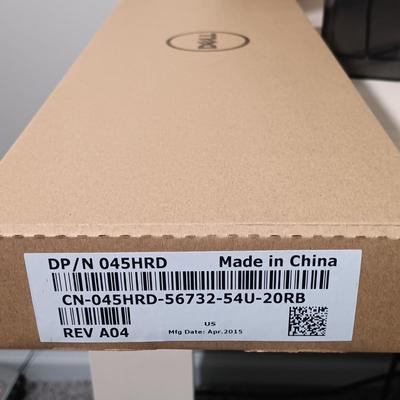 DELL
DP/N 045HRD Made in China
CN-045HRD-56732-54U-20RB
REV A04
US
Mfg Date: Apr.2015